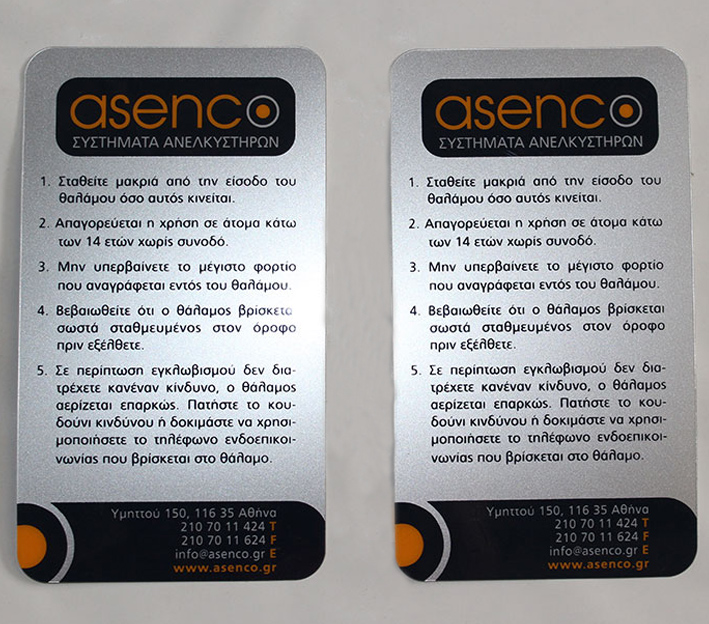 asenco
ΣΥΣΤΗΜΑΤΑ ΑΝΕΛΚΥΣΤΗΡΩΝ
1. Σταθείτε μακριά από την είσοδο του
θαλάμου όσο αυτός κινείται.
2. Απαγορεύεται η χρήση σε άτομα κάτω
των 14 ετών χωρίς συνοδό.
3. Μην υπερβαίνετε το μέγιστο φορτίο
που αναγράφεται εντός του θαλάμου.
4. Βεβαιωθείτε ότι ο θάλαμος βρίσκεται
σωστά σταθμευμένος στον όροφο
πριν εξέλθετε.
5. Σε περίπτωση εγκλωβισμού δεν δια-
τρέχετε κανέναν κίνδυνο, ο θάλαμος
αερίζεται επαρκώς. Πατήστε το κου-
δούνι κινδύνου ή δοκιμάστε να χρησι-
μοποιήσετε το τηλέφωνο ενδοεπικοι-
νωνίας που βρίσκεται στο θάλαμο.
Υμηττού 150, 116 35 Αθήνα
210 70 11 424 T
210 70 11 624 F
info@asenco.gr E
www.asenco.gr
asenco
ΣΥΣΤΗΜΑΤΑ ΑΝΕΛΚΥΣΤΗΡΩΝ
1. Σταθείτε μακριά από την είσοδο του
θαλάμου όσο αυτός κινείται.
2. Απαγορεύεται η χρήση σε άτομα κάτω
των 14 ετών χωρίς συνοδό.
3. Μην υπερβαίνετε το μέγιστο φορτίο
που αναγράφεται εντός του θαλάμου.
4. Βεβαιωθείτε ότι ο θάλαμος βρίσκεται
σωστά σταθμευμένος στον όροφο
πριν εξέλθετε.
5. Σε περίπτωση εγκλωβισμού δεν δια-
τρέχετε κανέναν κίνδυνο, ο θάλαμος
αερίζεται επαρκώς. Πατήστε το κου-
δούνι κινδύνου ή δοκιμάστε να χρησι-
μοποιήσετε το τηλέφωνο ενδοεπικοι-
νωνίας που βρίσκεται στο θάλαμο.
Υμηττού 150, 116 35 Αθήνα
210 70 11 424 T
210 70 11 624 F
info@asenco.gr E
www.asenco.gr